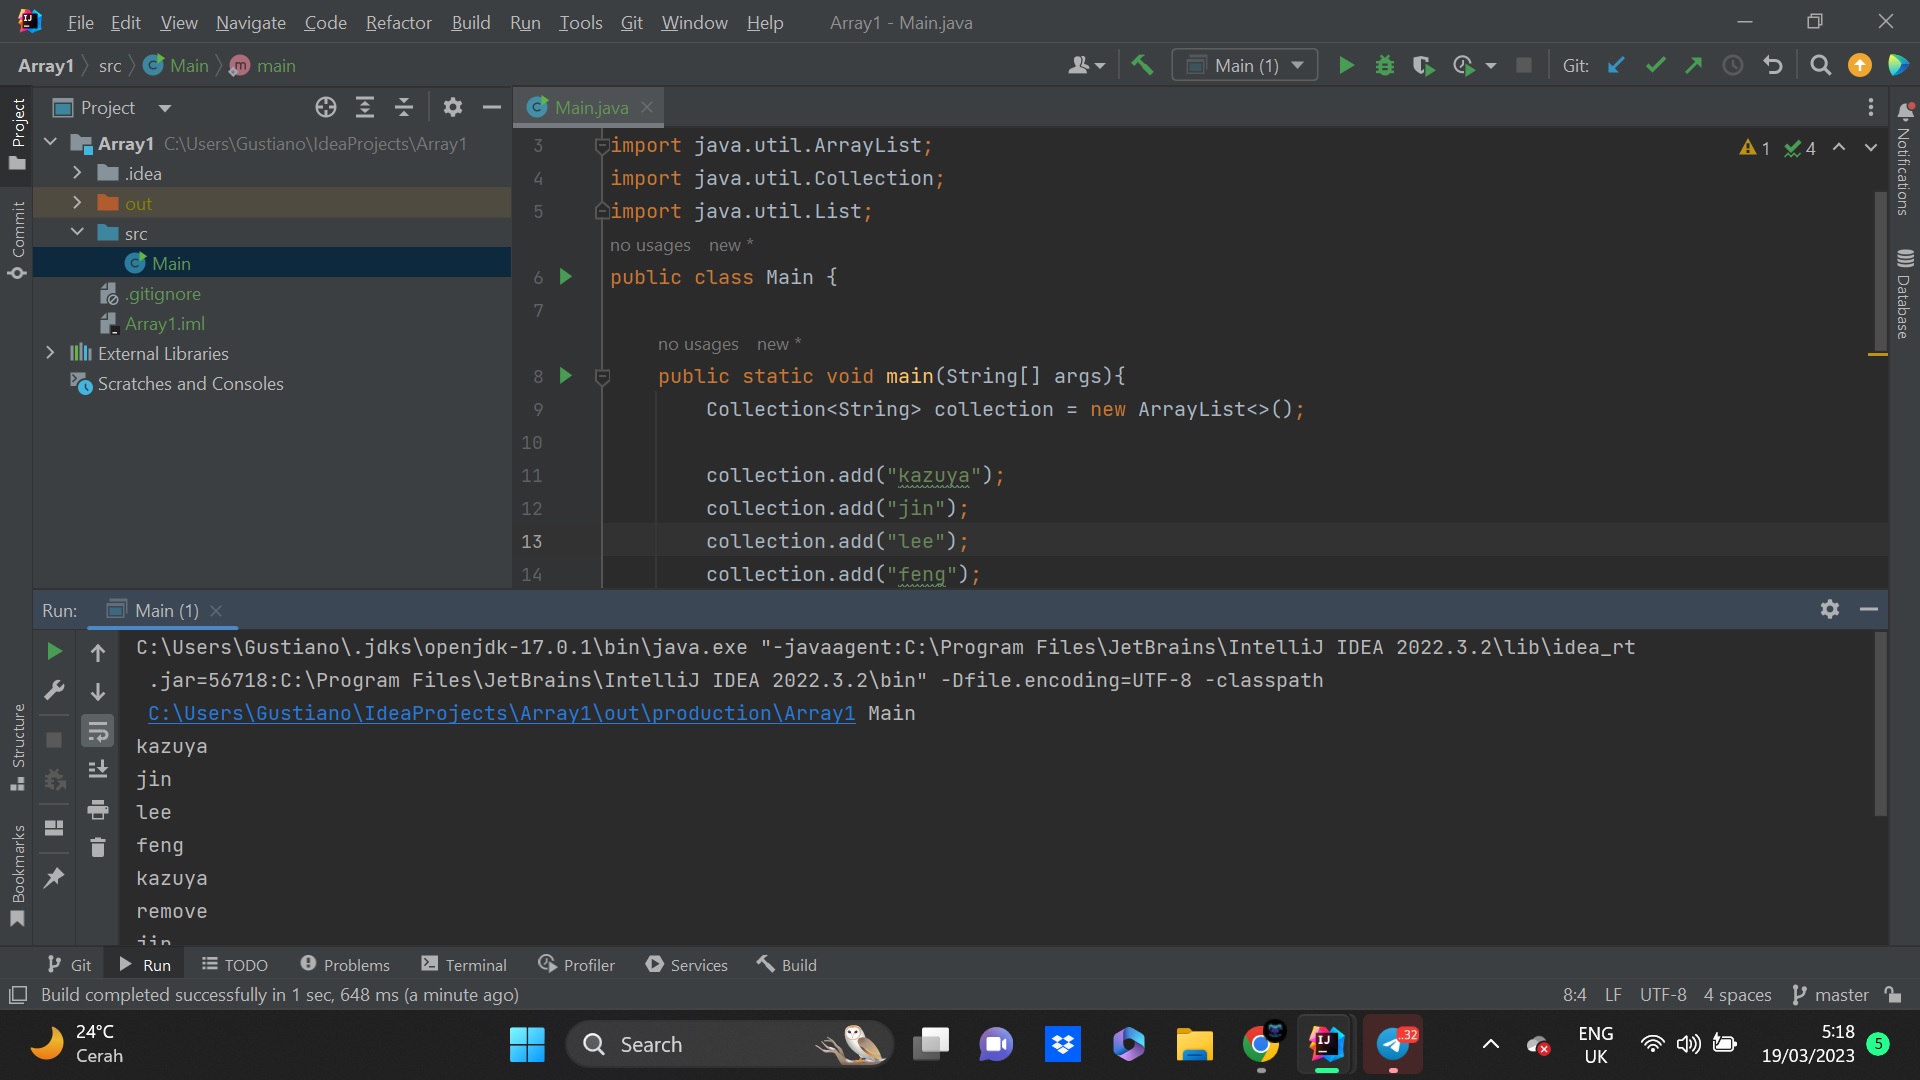 File Edit View Navigate Code Refactor Build Run Tools Git Window Help Array1 - Main.java
Array1 src Main main
Main (1) Git:
Project
Main.java
Array1 C:\Users\Gustiano\IdeaProjects\Array1
.idea
out
src
Main
.gitignore
Array1.iml
External Libraries
Scratches and Consoles
Project
Commit
Structure
Bookmarks
3 import java.util.ArrayList;
4 import java.util.Collection;
5 import java.util.List;
no usages new *
6 public class Main {
7
no usages new *
8 public static void main(String[] args){
9 Collection<String> collection = new ArrayList<>();
10
11 collection.add("kazuya");
12 collection.add("jin");
13 collection.add("lee");
14 collection.add("feng");
1 4
Notifications
Database
Run: Main (1)
C:\Users\Gustiano\.jdks\openjdk-17.0.1\bin\java.exe "-javaagent:C:\Program Files\JetBrains\IntelliJ IDEA 2022.3.2\lib\idea_rt
.jar=56718:C:\Program Files\JetBrains\IntelliJ IDEA 2022.3.2\bin" -Dfile.encoding=UTF-8 -classpath
C:\Users\Gustiano\IdeaProjects\Array1\out\production\Array1 Main
kazuya
jin
lee
feng
kazuya
remove
jin
Git Run TODO Problems Terminal Profiler Services Build
Build completed successfully in 1 sec, 648 ms (a minute ago) 8:4 LF UTF-8 4 spaces master
24°C
Cerah
Search
..32
ENG
UK
5:18
19/03/2023
5